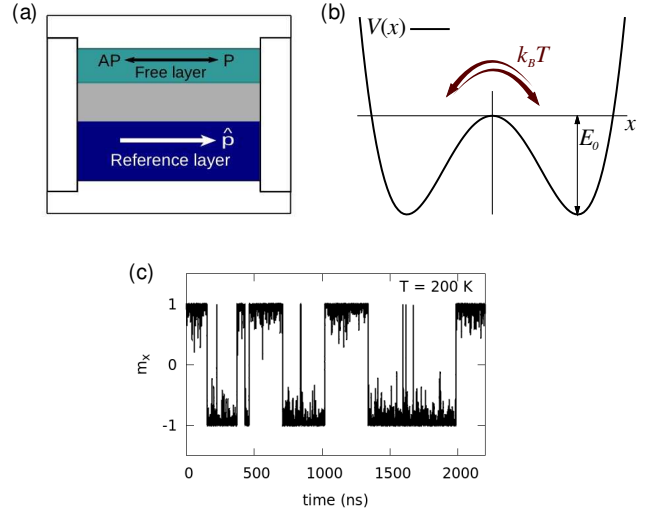 (a)
AP P
Free layer
p̂
Reference layer
(b)
V(x)
k_BT
x
E_0
(c)
T = 200 K
1
0
-1
m_x
0 500 1000 1500 2000
time (ns)